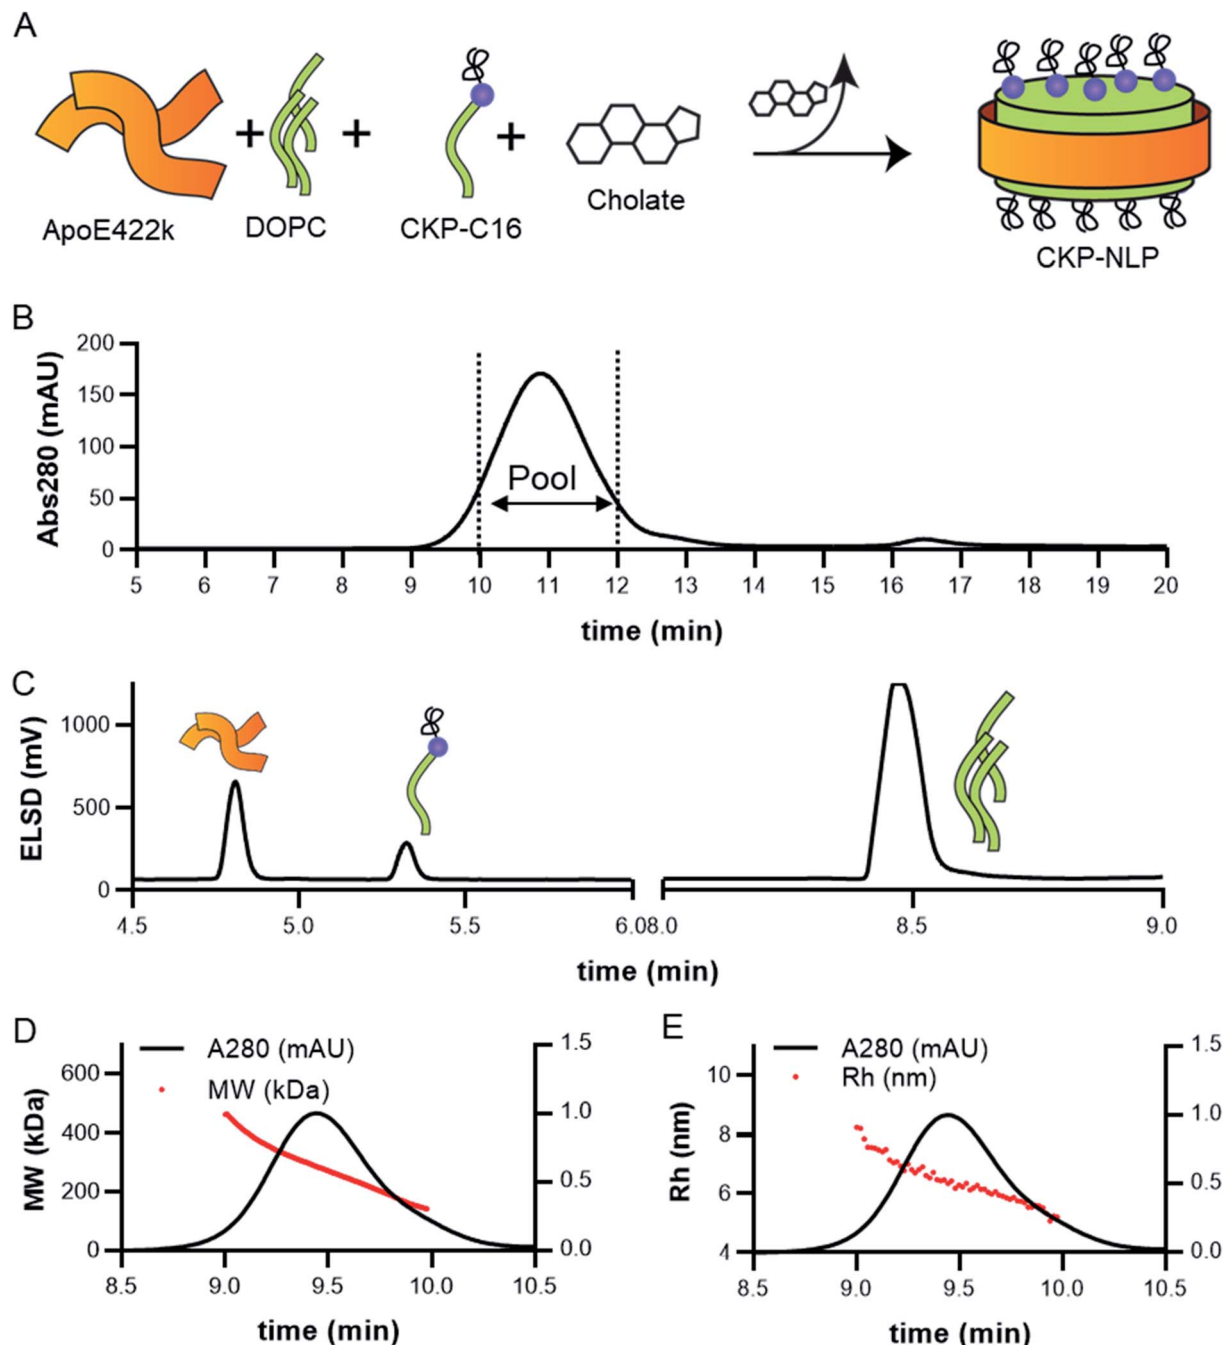 A
+ + +
ApoE422k DOPC CKP-C16 Cholate CKP-NLP
B
Abs280 (mAU)
200
150
100
50
0
Pool
5 6 7 8 9 10 11 12 13 14 15 16 17 18 19 20
time (min)
C
ELSD (mV)
1000
500
0
4.5 5.0 5.5 6.08.0 8.5 9.0
time (min)
D
A280 (mAU)
MW (kDa)
MW (kDa)
600
400
200
0
1.5
1.0
0.5
0.0
8.5 9.0 9.5 10.0 10.5
time (min)
E
A280 (mAU)
Rh (nm)
Rh (nm)
10
8
6
4
1.5
1.0
0.5
0.0
8.5 9.0 9.5 10.0 10.5
time (min)